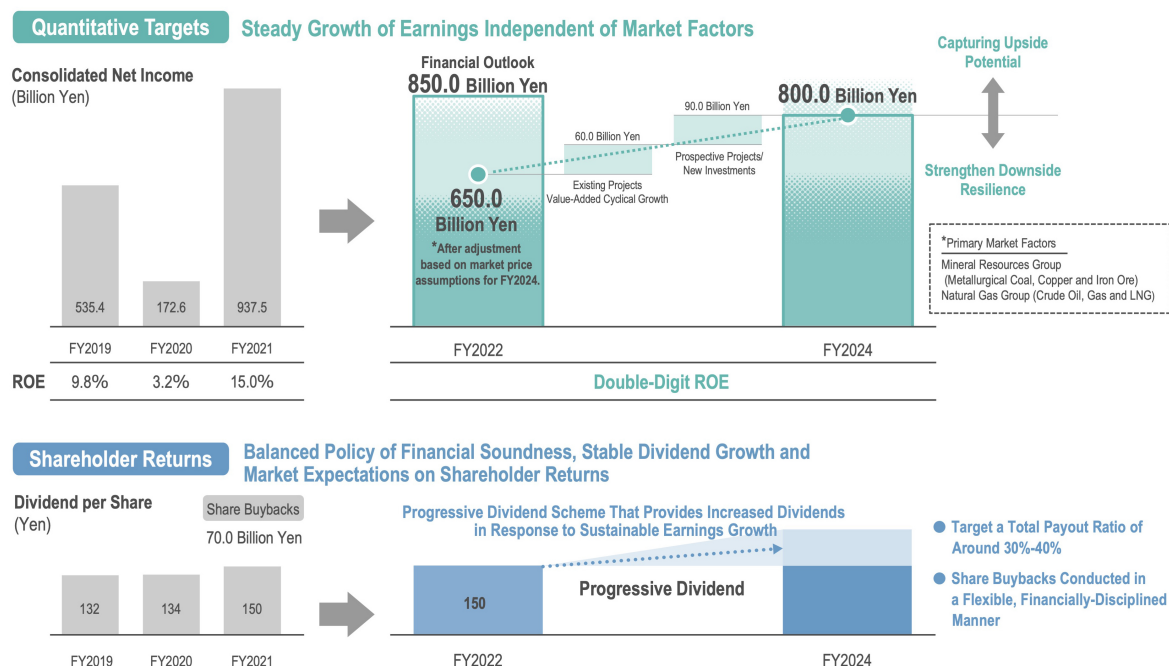 Quantitative Targets
Steady Growth of Earnings Independent of Market Factors
Consolidated Net Income
(Billion Yen)
535.4
172.6
937.5
FY2019
FY2020
FY2021
ROE
9.8%
3.2%
15.0%
Financial Outlook
850.0 Billion Yen
650.0
Billion Yen
*After adjustment
based on market price
assumptions for FY2024.
60.0 Billion Yen
Existing Projects
Value-Added Cyclical Growth
90.0 Billion Yen
Prospective Projects/
New Investments
800.0 Billion Yen
FY2022
FY2024
Double-Digit ROE
Capturing Upside
Potential
Strengthen Downside
Resilience
*Primary Market Factors
Mineral Resources Group
(Metallurgical Coal, Copper and Iron Ore)
Natural Gas Group (Crude Oil, Gas and LNG)
Shareholder Returns
Balanced Policy of Financial Soundness, Stable Dividend Growth and
Market Expectations on Shareholder Returns
Dividend per Share
(Yen)
Share Buybacks
70.0 Billion Yen
132
134
150
FY2019
FY2020
FY2021
Progressive Dividend Scheme That Provides Increased Dividends
in Response to Sustainable Earnings Growth
150
Progressive Dividend
FY2022
FY2024
● Target a Total Payout Ratio of
Around 30%-40%
● Share Buybacks Conducted in
a Flexible, Financially-Disciplined
Manner